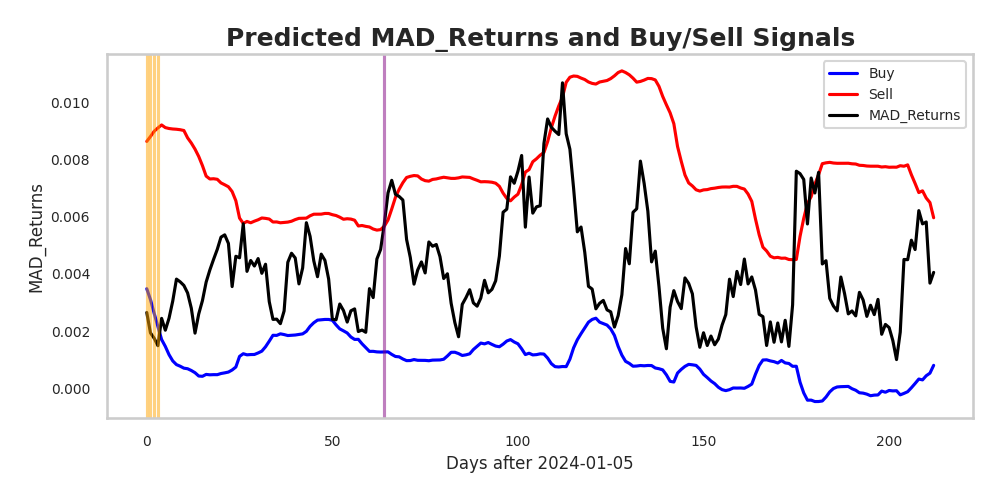 Predicted MAD_Returns and Buy/Sell Signals
Buy
Sell
MAD_Returns
MAD_Returns
0.010
0.008
0.006
0.004
0.002
0.000
0 50 100 150 200
Days after 2024-01-05